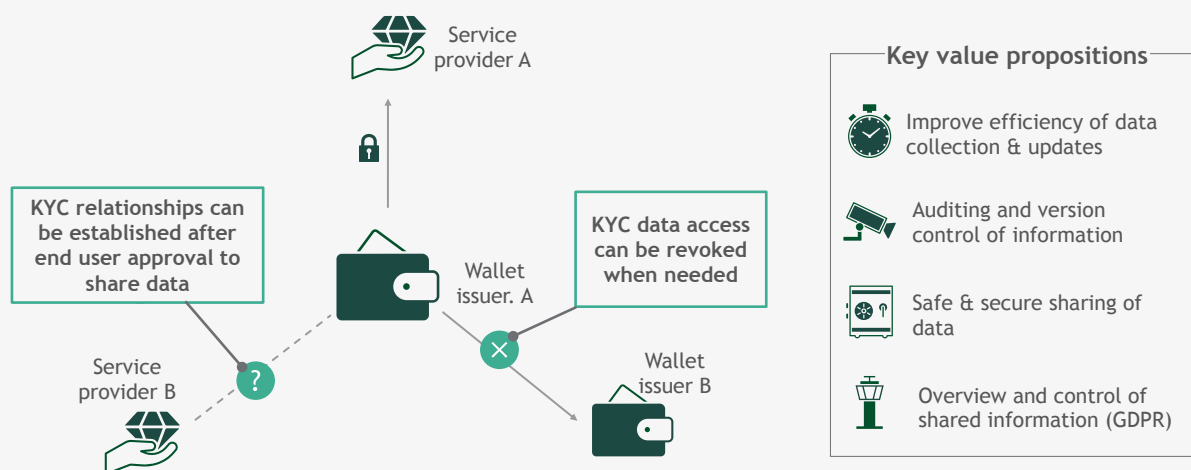 Service
provider A
KYC relationships can
be established after
end user approval to
share data
KYC data access
can be revoked
when needed
Wallet
issuer. A
?
Service
provider B
Wallet
issuer B
Key value propositions
Improve efficiency of data
collection & updates
Auditing and version
control of information
Safe & secure sharing of
data
Overview and control of
shared information (GDPR)